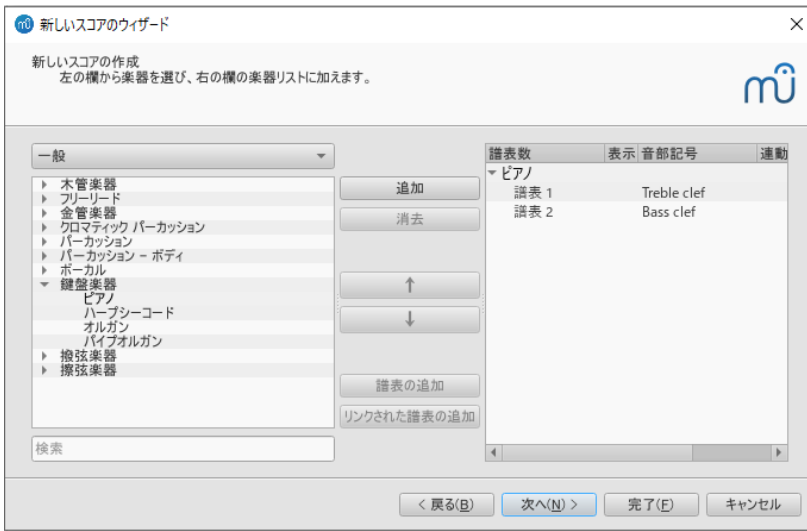 新しいスコアのウィザード
新しいスコアの作成
左の欄から楽器を選び、右の欄の楽器リストに加えます。
一般
木管楽器
フリーリード
金管楽器
クロマティック パーカッション
パーカッション
パーカッション – ボディ
ボーカル
鍵盤楽器
ピアノ
ハープシーコード
オルガン
パイプオルガン
撥弦楽器
擦弦楽器
検索
追加
消去
↑
↓
譜表の追加
リンクされた譜表の追加
譜表数 表示 音部記号 連動
ピアノ
譜表 1 Treble clef
譜表 2 Bass clef
< 戻る(B) 次へ(N) > 完了(F) キャンセル